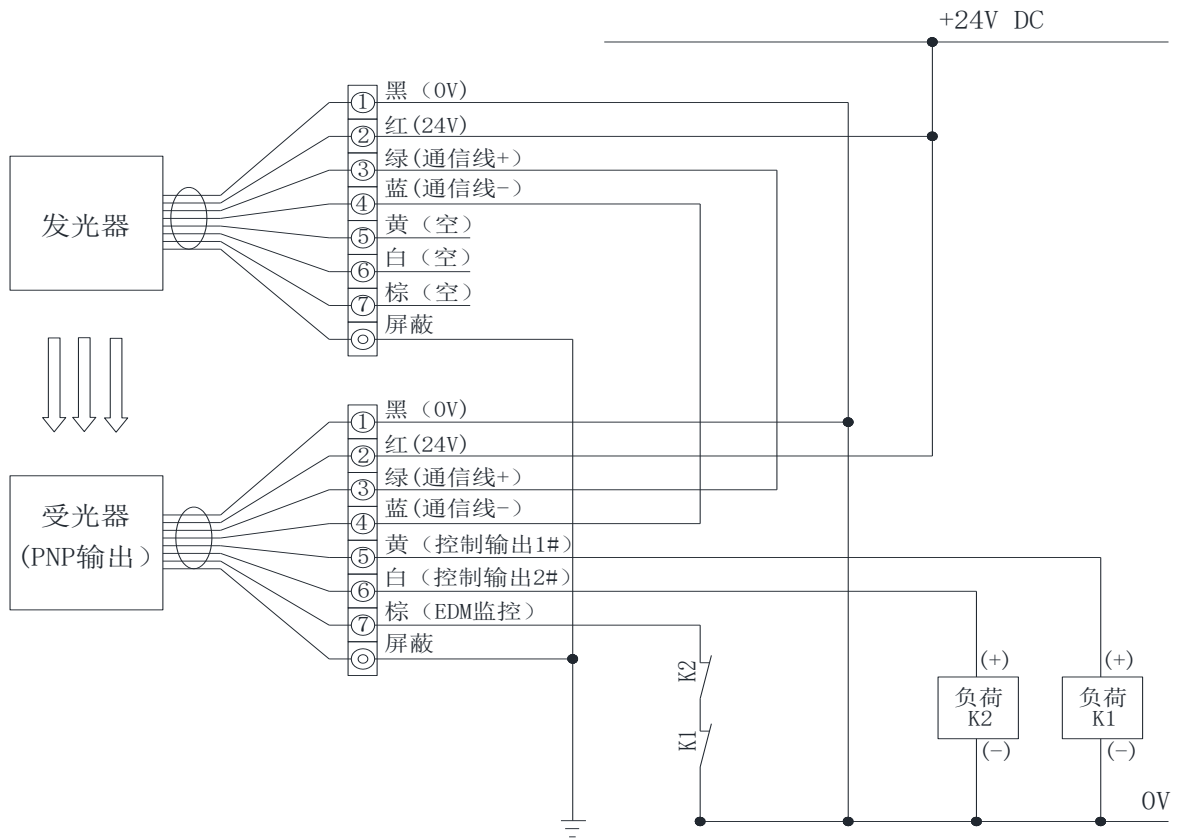 +24V DC
① 黑（0V)
② 红(24V)
③ 绿(通信线+)
④ 蓝(通信线-)
⑤ 黄（空)
⑥ 白（空)
⑦ 棕（空)
屏蔽
发光器
① 黑（0V)
② 红(24V)
③ 绿(通信线+)
④ 蓝(通信线-)
⑤ 黄（控制输出1#)
⑥ 白（控制输出2#)
⑦ 棕（EDM监控)
屏蔽
受光器
(PNP输出)
K2
K1
(+)
负荷
K2
(-)
(+)
负荷
K1
(-)
0V